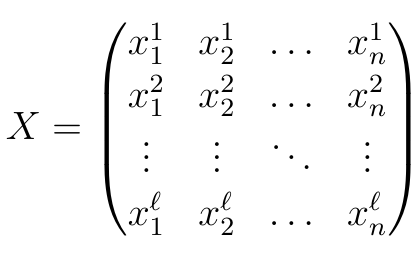 X = ( x_1^1 x_2^1 … x_n^1
x_1^2 x_2^2 … x_n^2
⋮ ⋮ ⋱ ⋮
x_1^ℓ x_2^ℓ … x_n^ℓ )